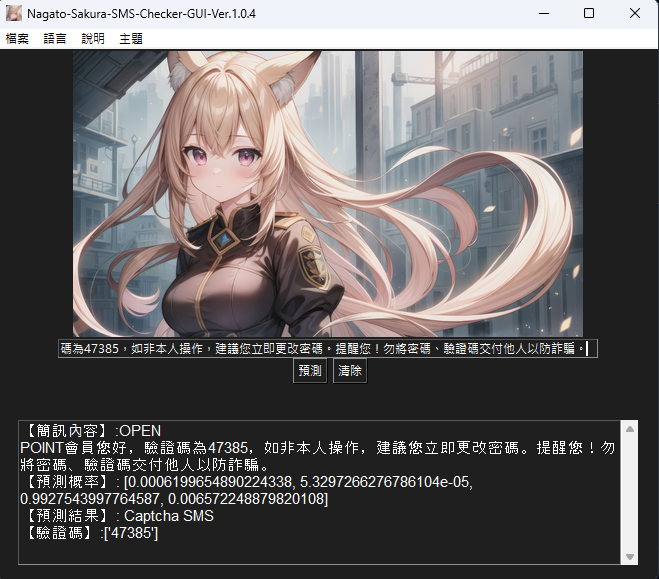 Nagato-Sakura-SMS-Checker-GUI-Ver.1.0.4
檔案 語言 說明 主題
碼為47385，如非本人操作，建議您立即更改密碼。提醒您！勿將密碼、驗證碼交付他人以防詐騙。
預測 清除
【簡訊內容】:OPEN
POINT會員您好，驗證碼為47385，如非本人操作，建議您立即更改密碼。提醒您！勿
將密碼、驗證碼交付他人以防詐騙。
【預測概率】: [0.0006199654890224338, 5.3297266276786104e-05,
0.9927543997764587, 0.006572248879820108]
【預測結果】: Captcha SMS
【驗證碼】:['47385']